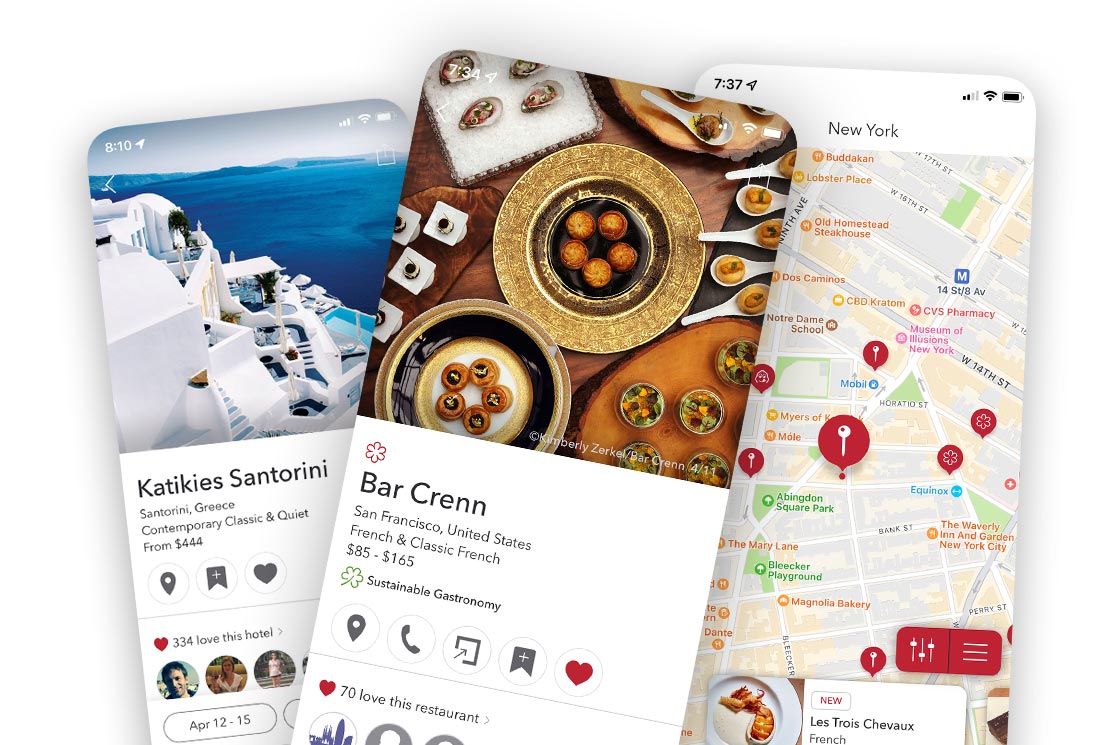 8:10
Katikies Santorini
Santorini, Greece
Contemporary Classic & Quiet
From $444
334 love this hotel
Apr 12 - 15
7:34
©Kimberly Zerkel/Bar Crenn 4/11
Bar Crenn
San Francisco, United States
French & Classic French
$85 - $165
Sustainable Gastronomy
70 love this restaurant
7:37
New York
Buddakan
Lobster Place
W 17TH ST
W 16TH ST
NINTH AVE
Old Homestead
Steakhouse
M
14 St/8 Av
Dos Caminos
CBD Kratom
CVS Pharmacy
Notre Dame
School
Museum of
Illusions
New York
W 14TH ST
Mobil
HORATIO ST
Myers of K
Móle
Equinox
Abingdon
Square Park
BANK ST
The Waverly
Inn And Garden
New York City
The Mary Lane
Bleecker
Playground
Magnolia Bakery
PERRY ST
ern
Dante
BLEECKER
NEW
Les Trois Chevaux
French